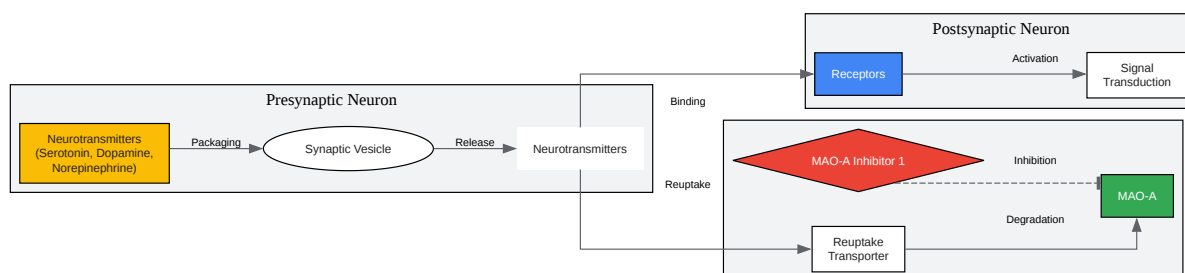 Presynaptic Neuron
Neurotransmitters
(Serotonin, Dopamine,
Norepinephrine)
Packaging
Synaptic Vesicle
Release
Neurotransmitters
Binding
Reuptake
Postsynaptic Neuron
Receptors
Activation
Signal
Transduction
MAO-A Inhibitor 1
Inhibition
MAO-A
Degradation
Reuptake
Transporter